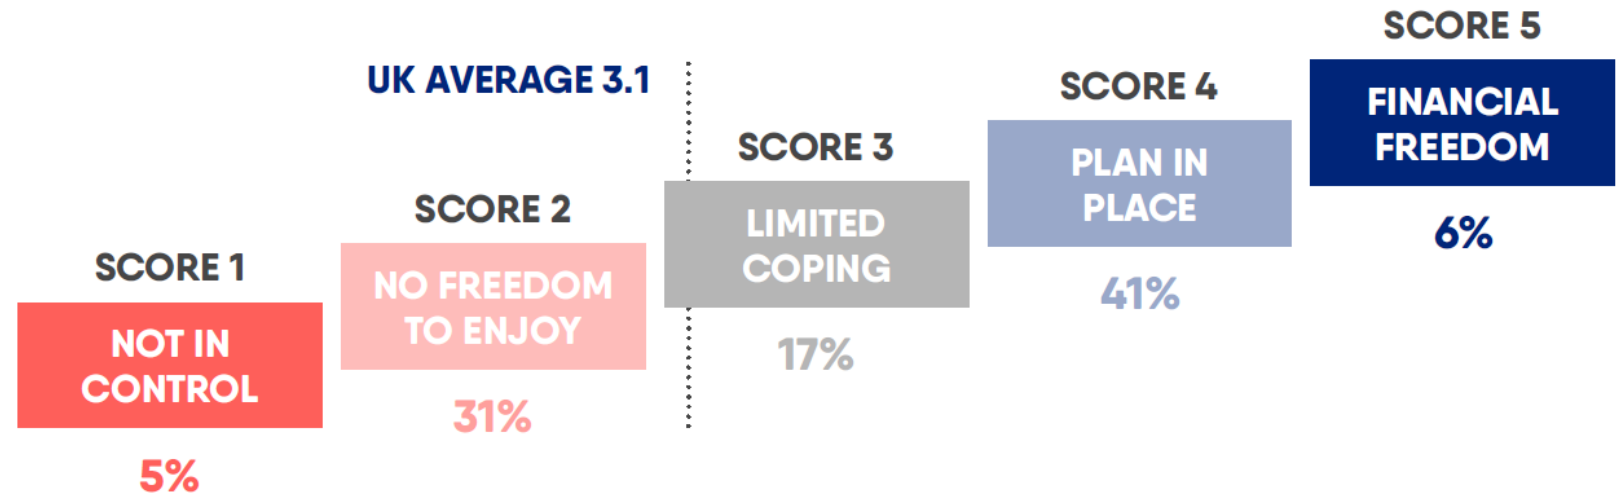 UK AVERAGE 3.1
SCORE 1
NOT IN
CONTROL
5%
SCORE 2
NO FREEDOM
TO ENJOY
31%
SCORE 3
LIMITED
COPING
17%
SCORE 4
PLAN IN
PLACE
41%
SCORE 5
FINANCIAL
FREEDOM
6%